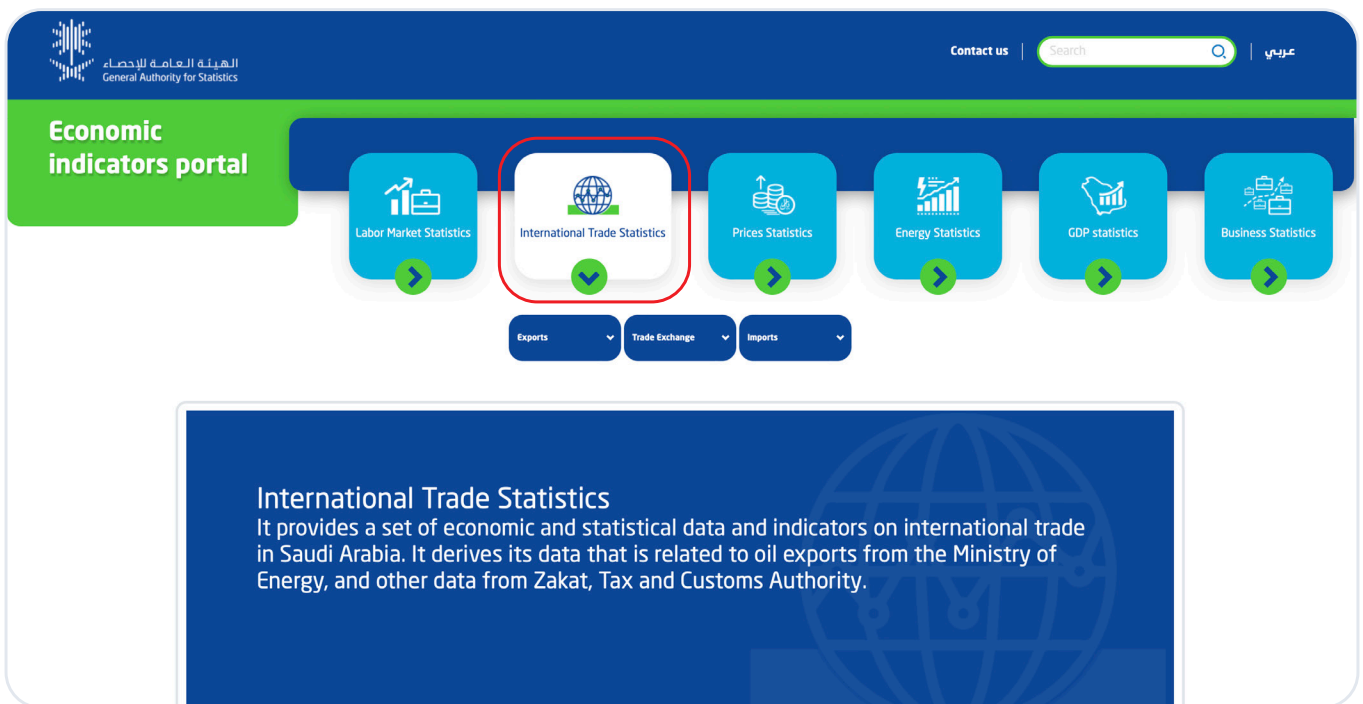 الهيئة العامة للإحصاء
General Authority for Statistics
Contact us
Search
عربي
Economic
indicators portal
Labor Market Statistics
International Trade Statistics
Prices Statistics
Energy Statistics
GDP statistics
Business Statistics
Exports
Trade Exchange
Imports
International Trade Statistics
It provides a set of economic and statistical data and indicators on international trade
in Saudi Arabia. It derives its data that is related to oil exports from the Ministry of
Energy, and other data from Zakat, Tax and Customs Authority.